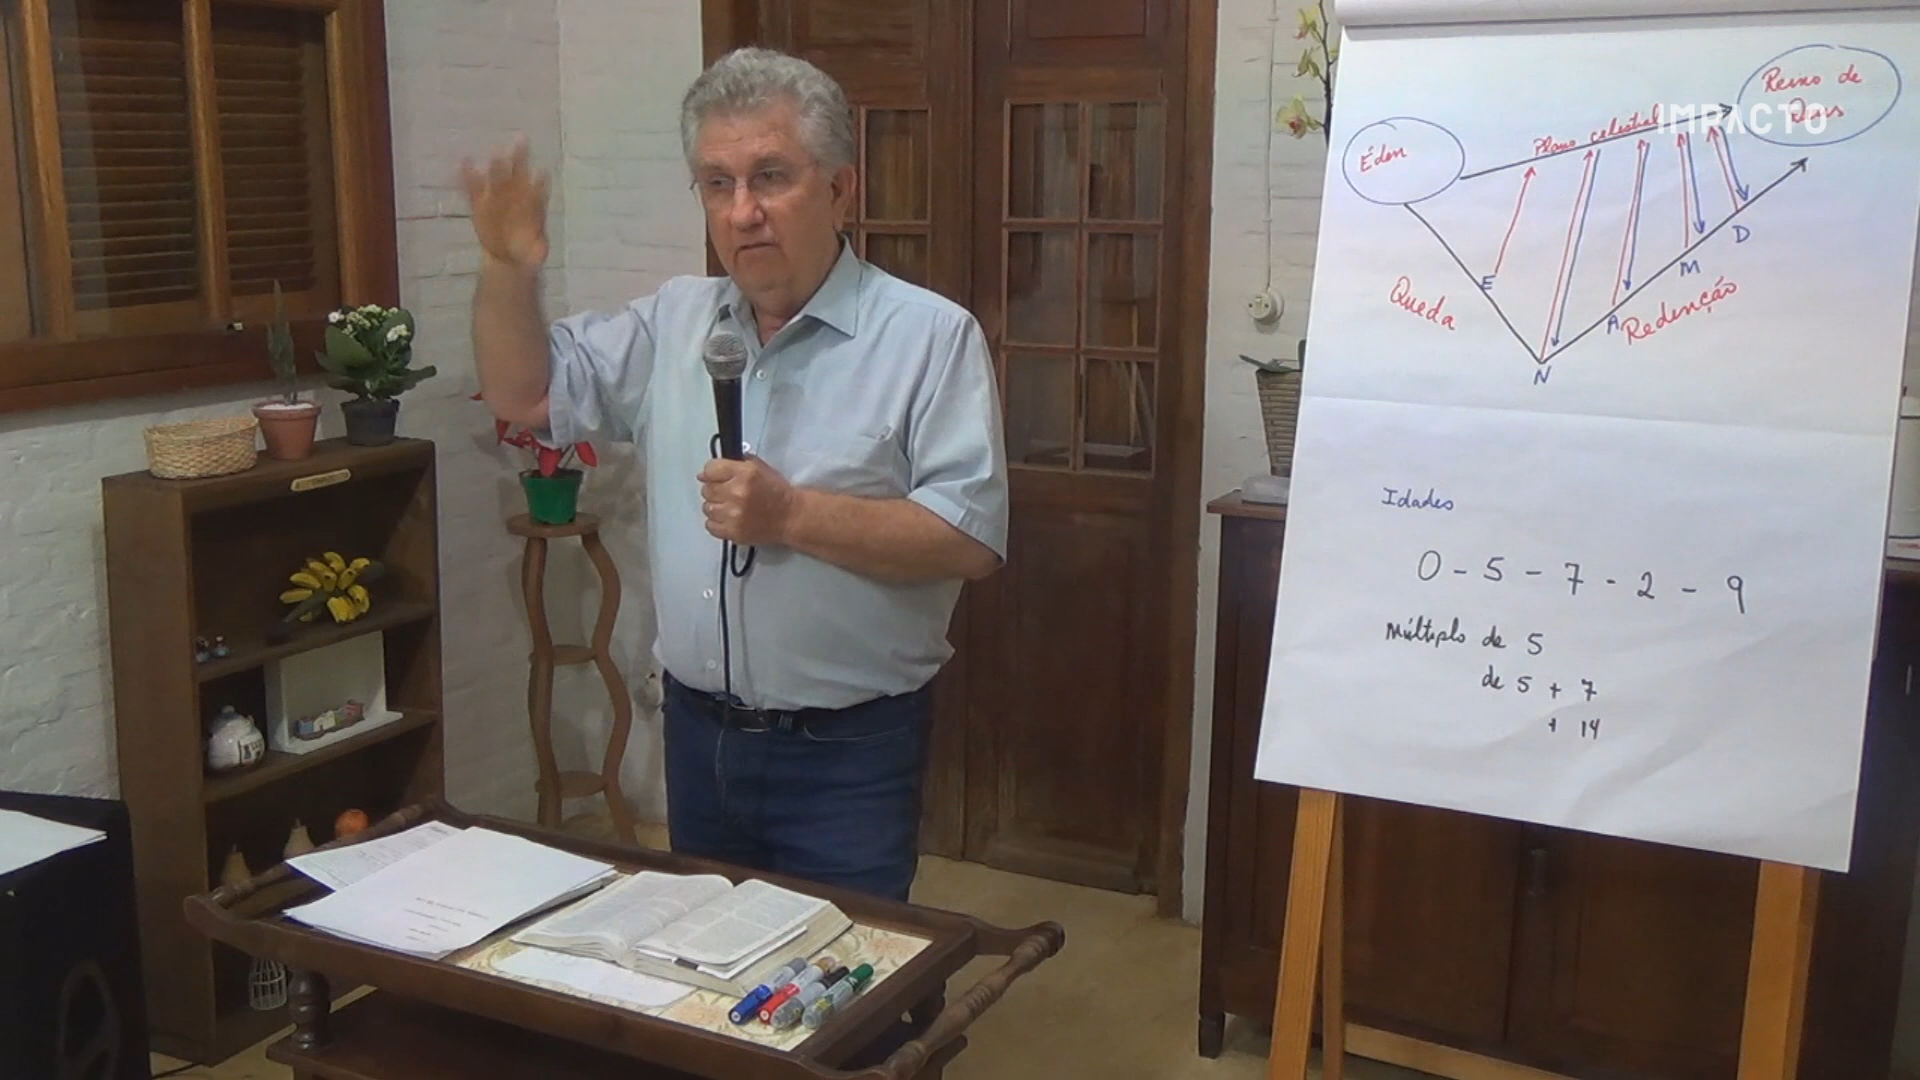 Reino de
Deus
IMPACTO
Plano celestial
Éden
D
M
E
Queda
A
Redenção
N
Idades
0 - 5 - 7 - 2 - 9
Múltiplo de 5
de 5 + 7
+ 14